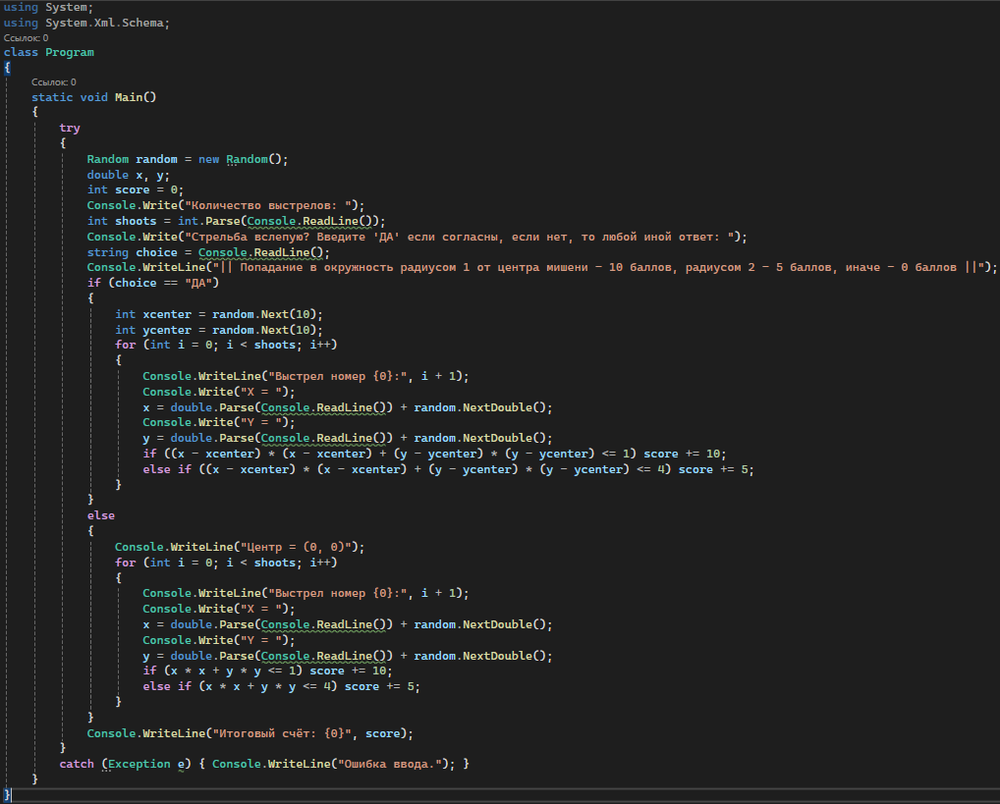 using System;
using System.Xml.Schema;
Ссылок: 0
class Program
{
Ссылок: 0
static void Main()
{
try
{
Random random = new Random();
double x, y;
int score = 0;
Console.Write("Количество выстрелов: ");
int shoots = int.Parse(Console.ReadLine());
Console.Write("Стрельба вслепую? Введите 'ДА' если согласны, если нет, то любой иной ответ: ");
string choice = Console.ReadLine();
Console.WriteLine("|| Попадание в окружность радиусом 1 от центра мишени - 10 баллов, радиусом 2 - 5 баллов, иначе - 0 баллов ||");
if (choice == "ДА")
{
int xcenter = random.Next(10);
int ycenter = random.Next(10);
for (int i = 0; i < shoots; i++)
{
Console.WriteLine("Выстрел номер {0}:", i + 1);
Console.Write("X = ");
x = double.Parse(Console.ReadLine()) + random.NextDouble();
Console.Write("Y = ");
y = double.Parse(Console.ReadLine()) + random.NextDouble();
if ((x - xcenter) * (x - xcenter) + (y - ycenter) * (y - ycenter) <= 1) score += 10;
else if ((x - xcenter) * (x - xcenter) + (y - ycenter) * (y - ycenter) <= 4) score += 5;
}
}
else
{
Console.WriteLine("Центр = (0, 0)");
for (int i = 0; i < shoots; i++)
{
Console.WriteLine("Выстрел номер {0}:", i + 1);
Console.Write("X = ");
x = double.Parse(Console.ReadLine()) + random.NextDouble();
Console.Write("Y = ");
y = double.Parse(Console.ReadLine()) + random.NextDouble();
if (x * x + y * y <= 1) score += 10;
else if (x * x + y * y <= 4) score += 5;
}
}
Console.WriteLine("Итоговый счёт: {0}", score);
}
catch (Exception e) { Console.WriteLine("Ошибка ввода."); }
}
}